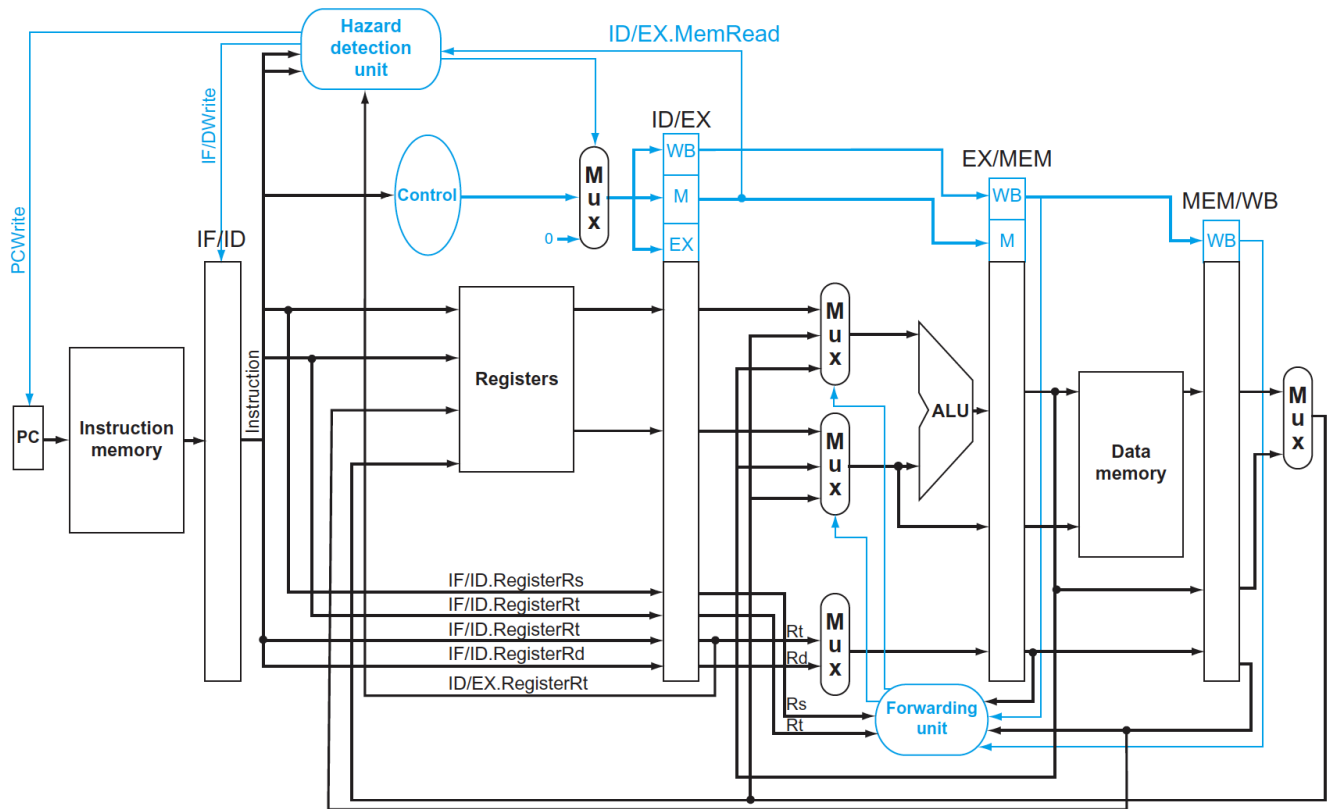 Hazard
detection
unit
ID/EX.MemRead
PCWrite
IF/DWrite
ID/EX
WB
EX/MEM
M
u
x
Control
M
WB
MEM/WB
0
EX
M
WB
IF/ID
Instruction
PC
Instruction
memory
Registers
M
u
x
M
u
x
ALU
Data
memory
M
u
x
IF/ID.RegisterRs
IF/ID.RegisterRt
IF/ID.RegisterRt
IF/ID.RegisterRd
ID/EX.RegisterRt
Rt
Rd
M
u
x
Rs
Rt
Forwarding
unit